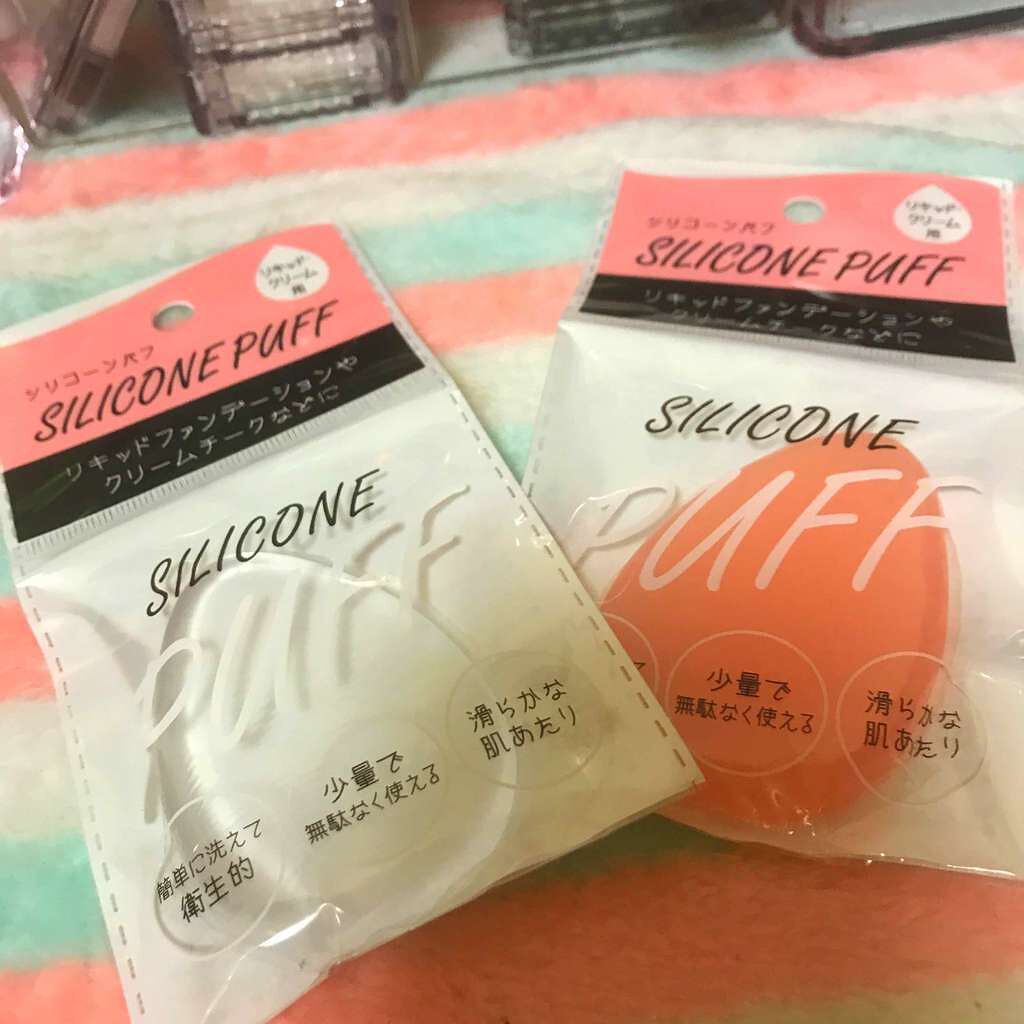 リキッド・
クリーム
用
シリコーンパフ
SILICONE PUFF
リキッドファンデーションや
クリームチークなどに
SILICONE
PUFF
滑らかな
肌あたり
少量で
無駄なく使える
簡単に洗えて
衛生的
リキッド・
クリーム
用
シリコーンパフ
SILICONE PUFF
リキッドファンデーションや
クリームチークなどに
SILICONE
PUFF
て
少量で
無駄なく使える
滑らかな
肌あたり